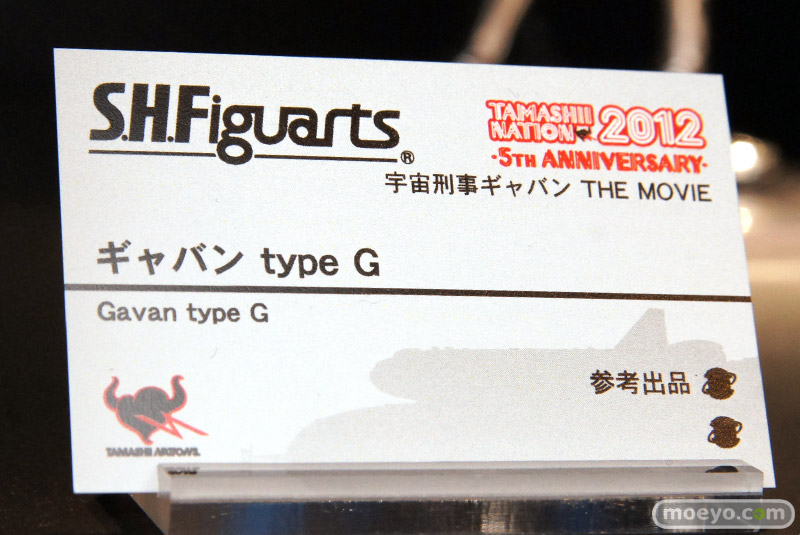 S.H.Figuarts®
TAMASHII
NATION 2012
・5TH ANNIVERSARY・
宇宙刑事ギャバン THE MOVIE
ギャバン type G
Gavan type G
参考出品
TAMASHII NATIONS
moeyo.com